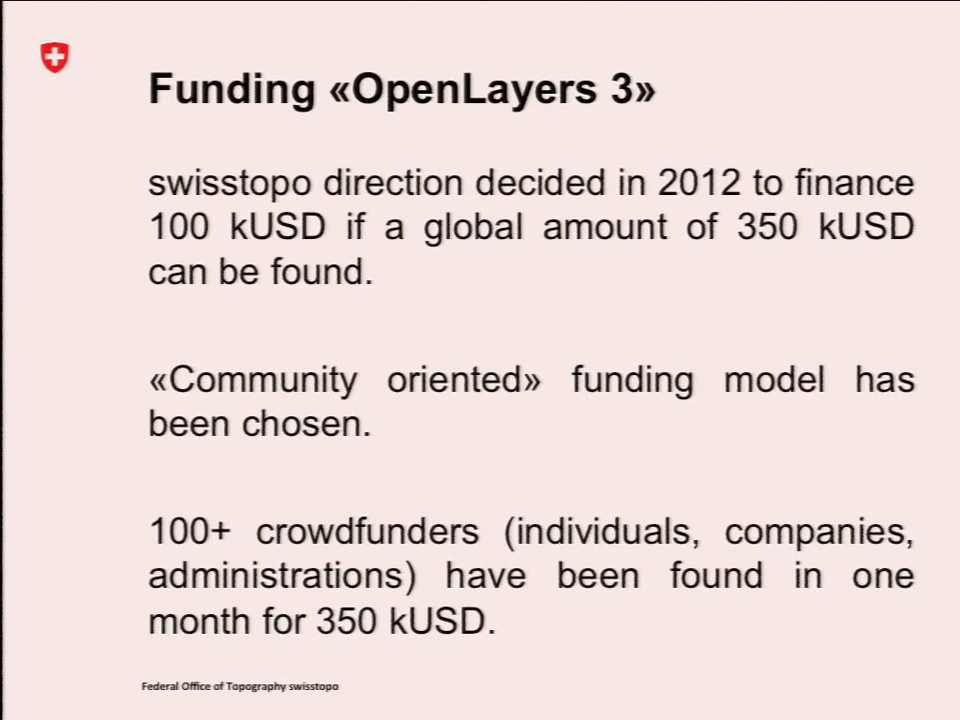 Funding «OpenLayers 3»
swisstopo direction decided in 2012 to finance
100 kUSD if a global amount of 350 kUSD
can be found.
«Community oriented» funding model has
been chosen.
100+ crowdfunders (individuals, companies,
administrations) have been found in one
month for 350 kUSD.
Federal Office of Topography swisstopo